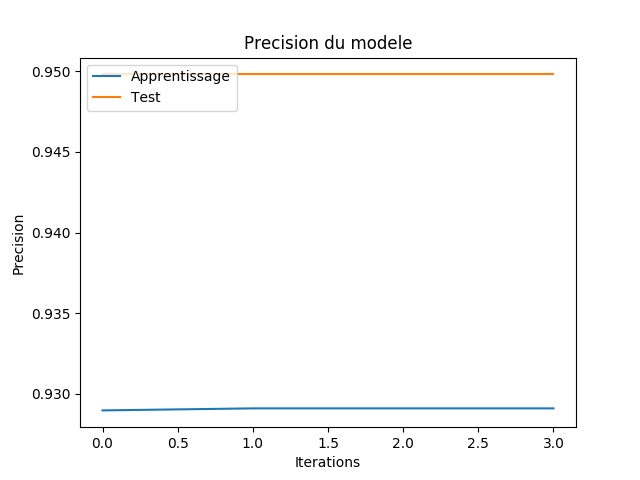 Precision du modele
Apprentissage
Test
0.950
0.945
0.940
0.935
0.930
Precision
0.0 0.5 1.0 1.5 2.0 2.5 3.0
Iterations